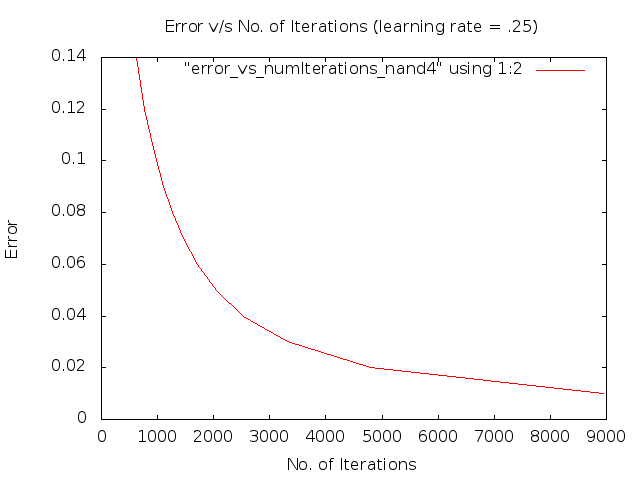 Error v/s No. of Iterations (learning rate = .25)
"error_vs_numIterations_nand4" using 1:2
0.14
0.12
0.1
0.08
0.06
0.04
0.02
0
Error
0 1000 2000 3000 4000 5000 6000 7000 8000 9000
No. of Iterations